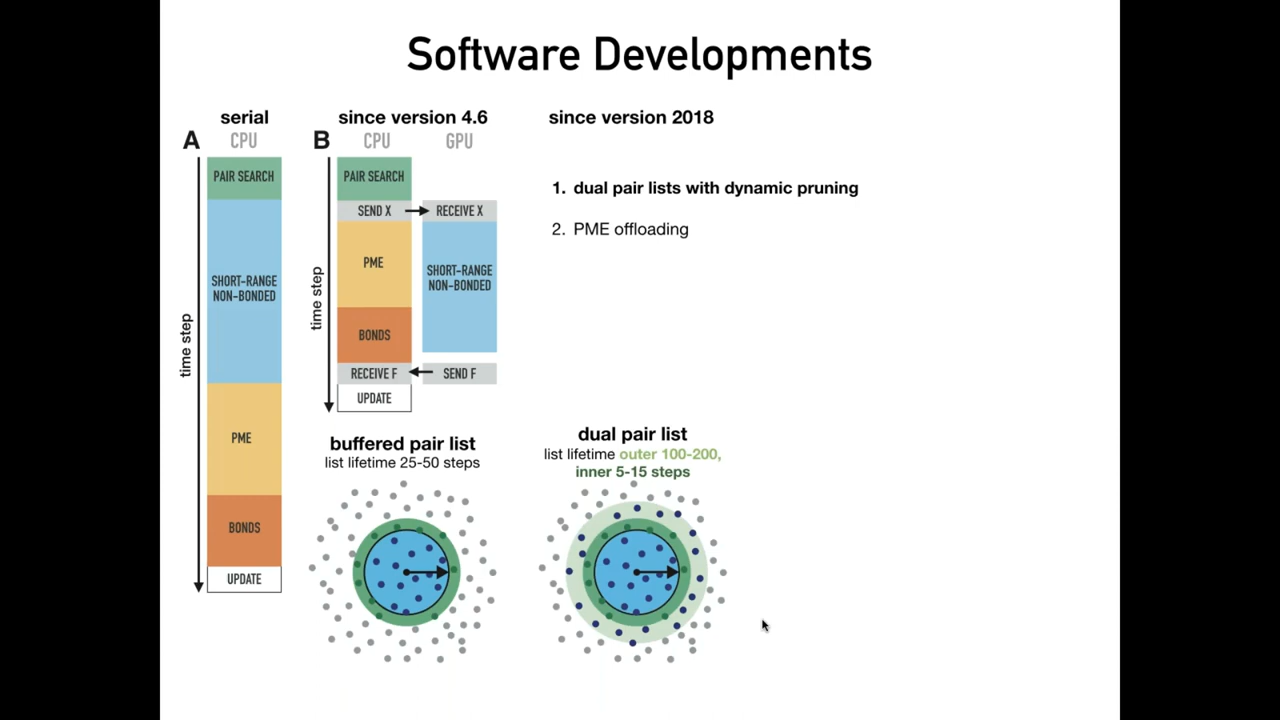 Software Developments
serial
since version 4.6
since version 2018
A
CPU
B
CPU
GPU
PAIR SEARCH
SHORT-RANGE
NON-BONDED
PME
BONDS
UPDATE
time step
PAIR SEARCH
SEND X
RECEIVE X
PME
SHORT-RANGE
NON-BONDED
BONDS
RECEIVE F
SEND F
UPDATE
time step
1. dual pair lists with dynamic pruning
2. PME offloading
buffered pair list
list lifetime 25-50 steps
dual pair list
list lifetime outer 100-200,
inner 5-15 steps